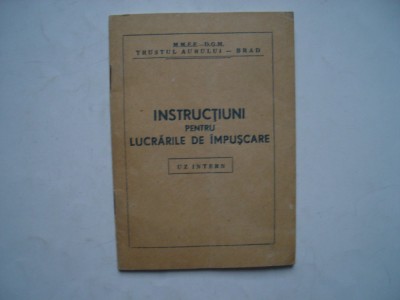 M.M.E.E.—D.G.M.
TRUSTUL AURULUI — BRAD
INSTRUCȚIUNI
PENTRU
LUCRĂRILE DE ÎMPUȘCARE
UZ INTERN